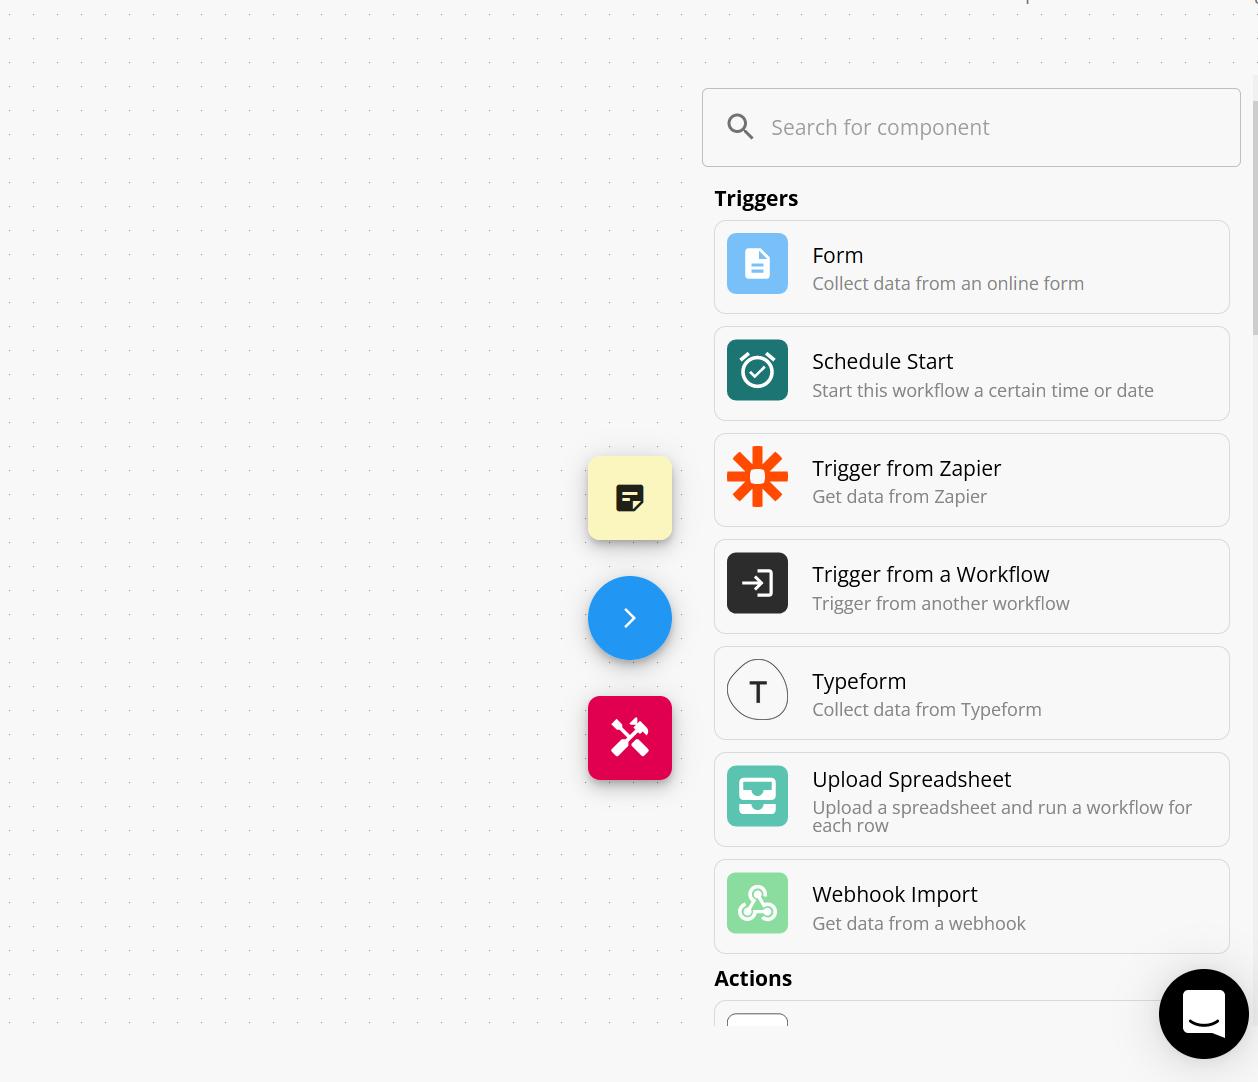 Search for component
Triggers
Form
Collect data from an online form
Schedule Start
Start this workflow a certain time or date
Trigger from Zapier
Get data from Zapier
Trigger from a Workflow
Trigger from another workflow
T
Typeform
Collect data from Typeform
Upload Spreadsheet
Upload a spreadsheet and run a workflow for
each row
Webhook Import
Get data from a webhook
Actions